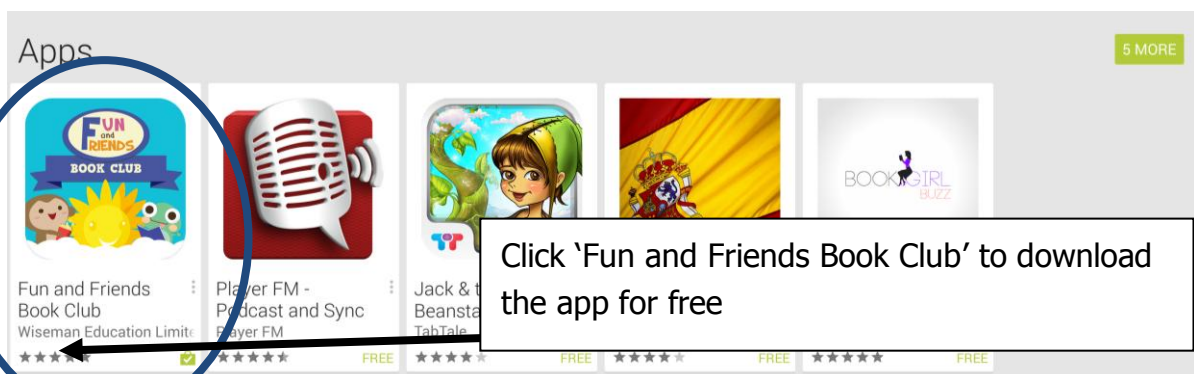 Apps
5 MORE
FUN
and
FRIENDS
BOOK CLUB
Fun and Friends
Book Club
Wiseman Education Limite
Player FM -
Podcast and Sync
Player FM
FREE
TiP
Jack & t
Beansta
TabTale
FREE
FREE
BOOKGIRL
BUZZ
FREE
Click ‘Fun and Friends Book Club’ to download
the app for free